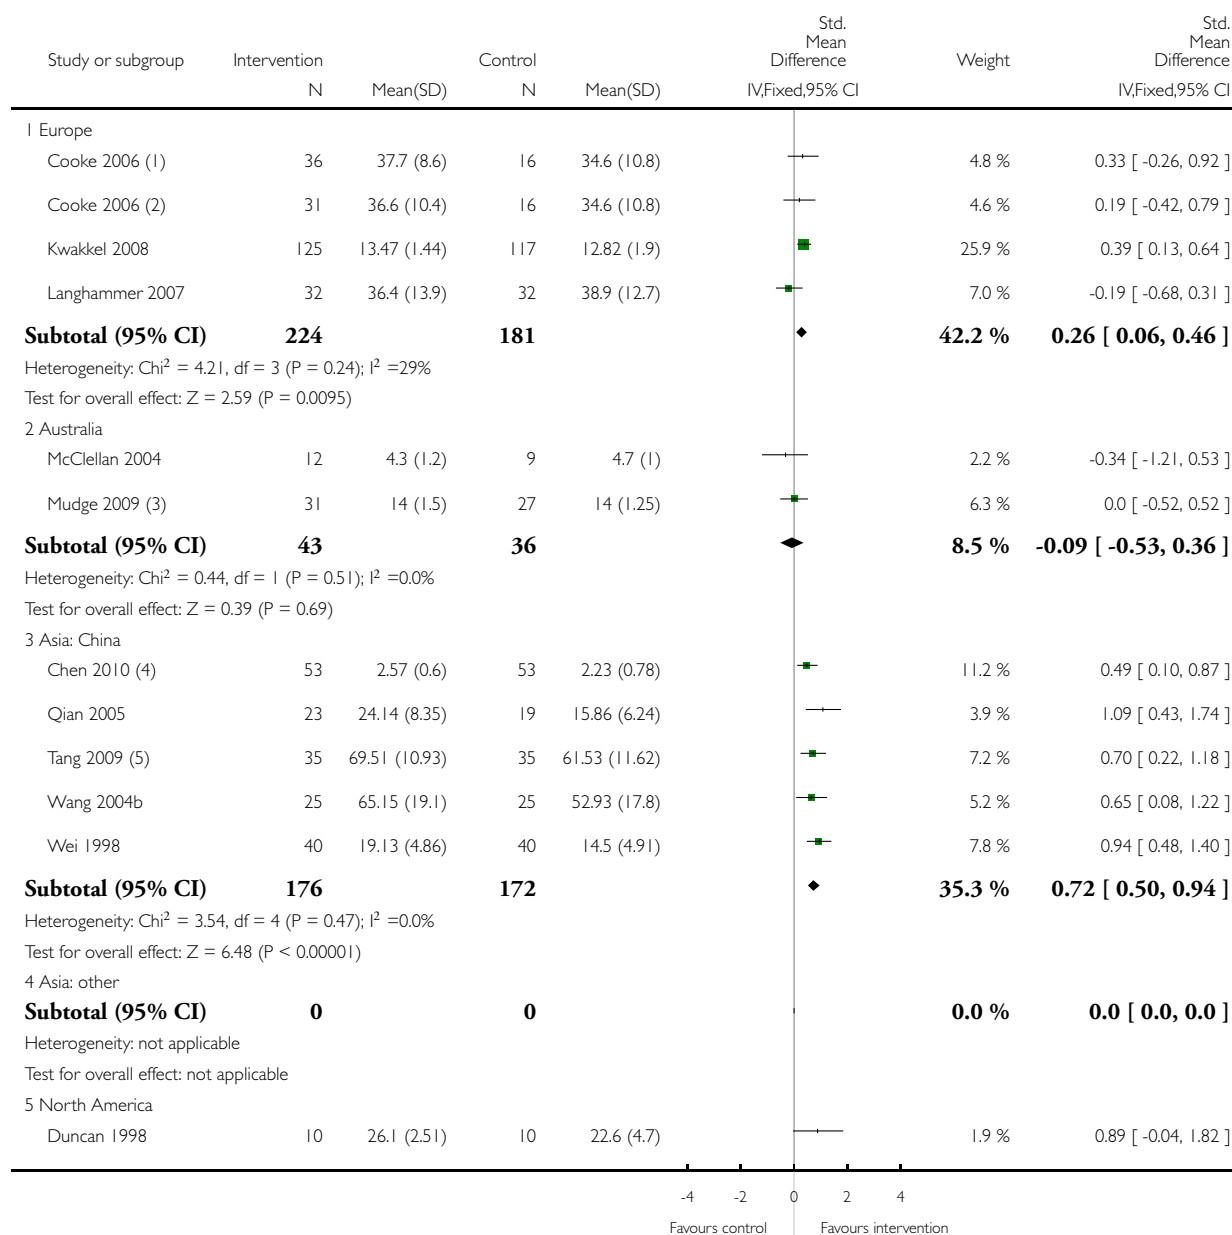 Study or subgroup Intervention Control Std. Mean Difference Weight Std. Mean Difference
N Mean(SD) N Mean(SD) IV,Fixed,95% CI IV,Fixed,95% CI
1 Europe
Cooke 2006 (1) 36 37.7 (8.6) 16 34.6 (10.8) 4.8 % 0.33 [ -0.26, 0.92 ]
Cooke 2006 (2) 31 36.6 (10.4) 16 34.6 (10.8) 4.6 % 0.19 [ -0.42, 0.79 ]
Kwakkel 2008 125 13.47 (1.44) 117 12.82 (1.9) 25.9 % 0.39 [ 0.13, 0.64 ]
Langhammer 2007 32 36.4 (13.9) 32 38.9 (12.7) 7.0 % -0.19 [ -0.68, 0.31 ]
Subtotal (95% CI) 224 181 42.2 % 0.26 [ 0.06, 0.46 ]
Heterogeneity: Chi² = 4.21, df = 3 (P = 0.24); I² =29%
Test for overall effect: Z = 2.59 (P = 0.0095)
2 Australia
McClellan 2004 12 4.3 (1.2) 9 4.7 (1) 2.2 % -0.34 [ -1.21, 0.53 ]
Mudge 2009 (3) 31 14 (1.5) 27 14 (1.25) 6.3 % 0.0 [ -0.52, 0.52 ]
Subtotal (95% CI) 43 36 8.5 % -0.09 [ -0.53, 0.36 ]
Heterogeneity: Chi² = 0.44, df = 1 (P = 0.51); I² =0.0%
Test for overall effect: Z = 0.39 (P = 0.69)
3 Asia: China
Chen 2010 (4) 53 2.57 (0.6) 53 2.23 (0.78) 11.2 % 0.49 [ 0.10, 0.87 ]
Qian 2005 23 24.14 (8.35) 19 15.86 (6.24) 3.9 % 1.09 [ 0.43, 1.74 ]
Tang 2009 (5) 35 69.51 (10.93) 35 61.53 (11.62) 7.2 % 0.70 [ 0.22, 1.18 ]
Wang 2004b 25 65.15 (19.1) 25 52.93 (17.8) 5.2 % 0.65 [ 0.08, 1.22 ]
Wei 1998 40 19.13 (4.86) 40 14.5 (4.91) 7.8 % 0.94 [ 0.48, 1.40 ]
Subtotal (95% CI) 176 172 35.3 % 0.72 [ 0.50, 0.94 ]
Heterogeneity: Chi² = 3.54, df = 4 (P = 0.47); I² =0.0%
Test for overall effect: Z = 6.48 (P < 0.00001)
4 Asia: other
Subtotal (95% CI) 0 0 0.0 % 0.0 [ 0.0, 0.0 ]
Heterogeneity: not applicable
Test for overall effect: not applicable
5 North America
Duncan 1998 10 26.1 (2.51) 10 22.6 (4.7) 1.9 % 0.89 [ -0.04, 1.82 ]
-4 -2 0 2 4
Favours control Favours intervention